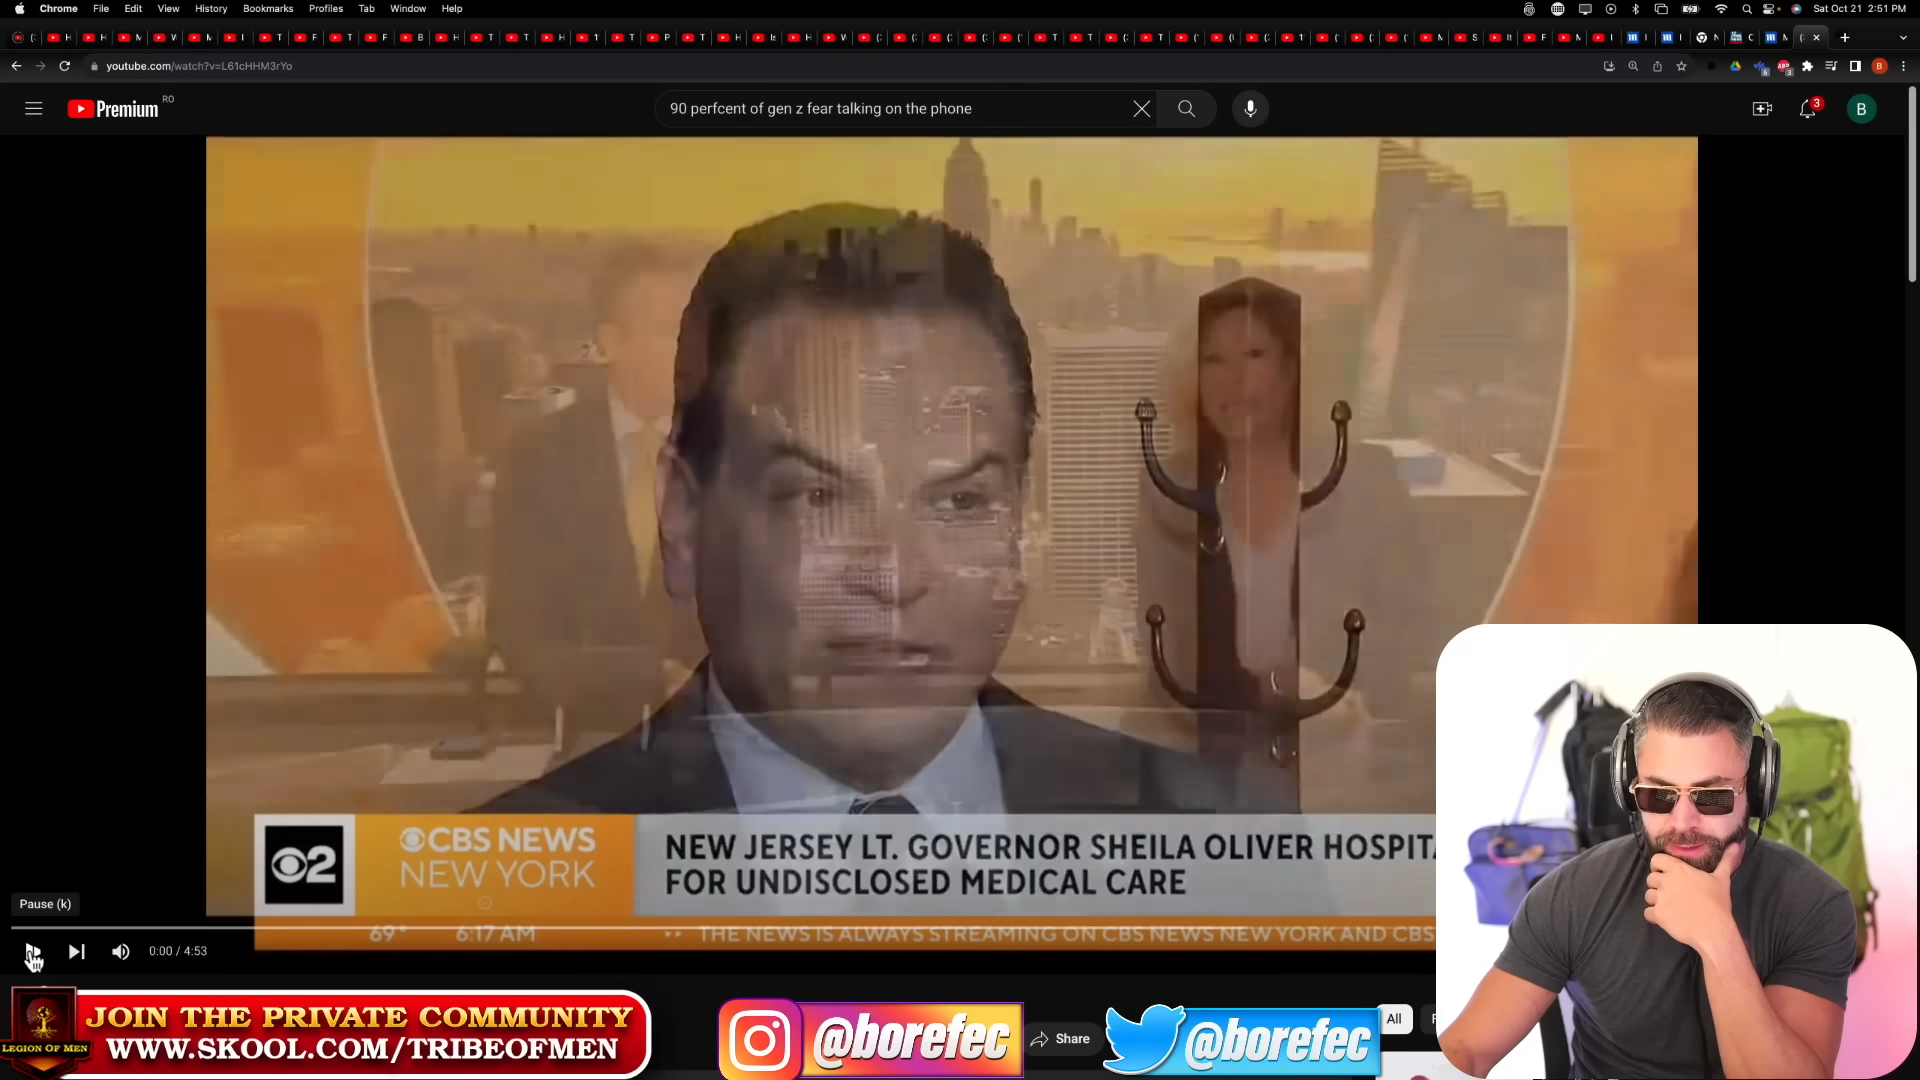 Chrome File Edit View History Bookmarks Profiles Tab Window Help
Sat Oct 21 2:51 PM
youtube.com/watch?v=L61cHHM3rYo
Premium RO
90 perfcent of gen z fear talking on the phone
3
B
CBS NEWS
NEW YORK
2
NEW JERSEY LT. GOVERNOR SHEILA OLIVER HOSPIT
FOR UNDISCLOSED MEDICAL CARE
69° 6:17 AM
THE NEWS IS ALWAYS STREAMING ON CBS NEWS NEW YORK AND CBS
Pause (k)
0:00 / 4:53
JOIN THE PRIVATE COMMUNITY
WWW.SKOOL.COM/TRIBEOFMEN
LEGION OF MEN
@borefec
Share
@borefec
All